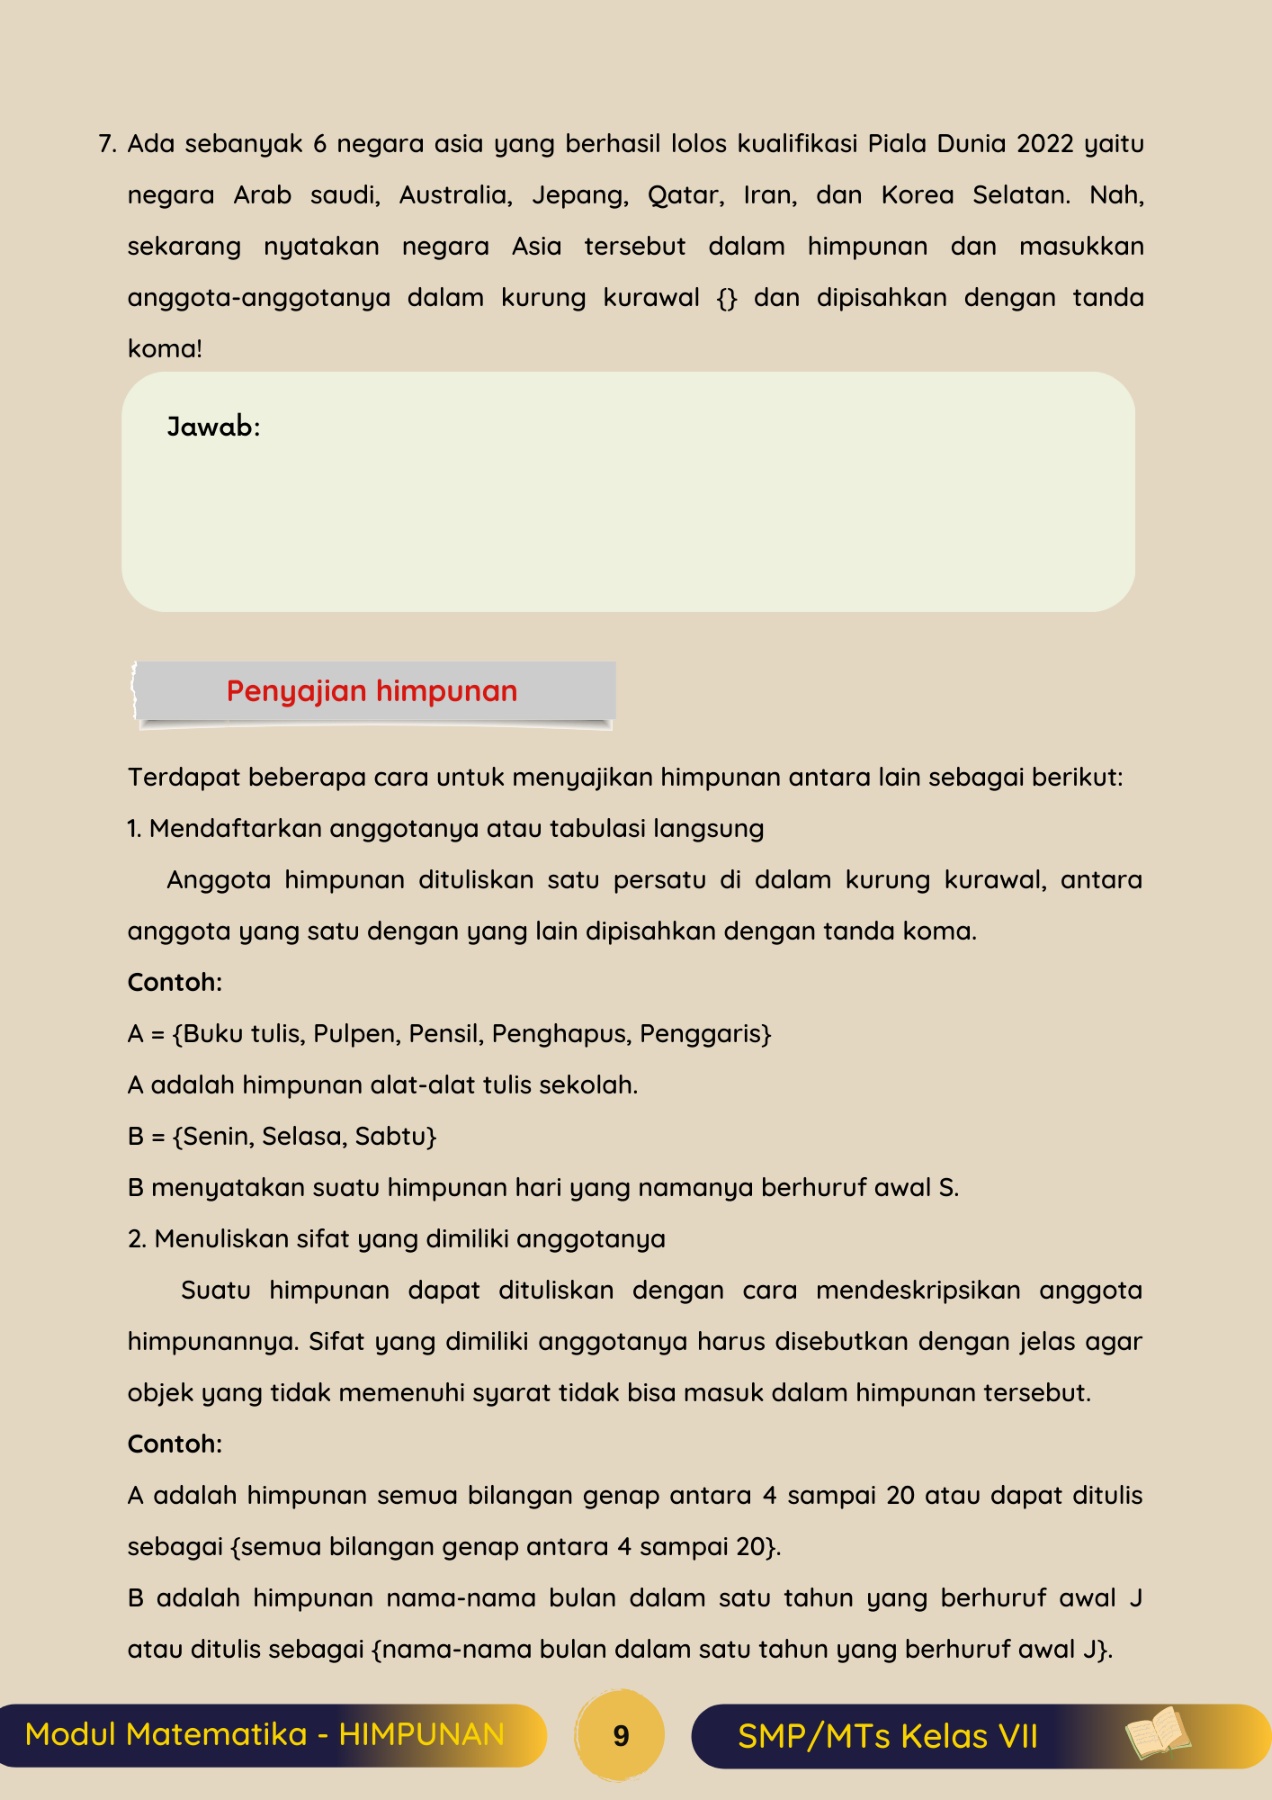 7. Ada sebanyak 6 negara asia yang berhasil lolos kualifikasi Piala Dunia 2022 yaitu
negara Arab saudi, Australia, Jepang, Qatar, Iran, dan Korea Selatan. Nah,
sekarang nyatakan negara Asia tersebut dalam himpunan dan masukkan
anggota-anggotanya dalam kurung kurawal {} dan dipisahkan dengan tanda
koma!
Jawab:
Penyajian himpunan
Terdapat beberapa cara untuk menyajikan himpunan antara lain sebagai berikut:
1. Mendaftarkan anggotanya atau tabulasi langsung
Anggota himpunan dituliskan satu persatu di dalam kurung kurawal, antara
anggota yang satu dengan yang lain dipisahkan dengan tanda koma.
Contoh:
A = {Buku tulis, Pulpen, Pensil, Penghapus, Penggaris}
A adalah himpunan alat-alat tulis sekolah.
B = {Senin, Selasa, Sabtu}
B menyatakan suatu himpunan hari yang namanya berhuruf awal S.
2. Menuliskan sifat yang dimiliki anggotanya
Suatu himpunan dapat dituliskan dengan cara mendeskripsikan anggota
himpunannya. Sifat yang dimiliki anggotanya harus disebutkan dengan jelas agar
objek yang tidak memenuhi syarat tidak bisa masuk dalam himpunan tersebut.
Contoh:
A adalah himpunan semua bilangan genap antara 4 sampai 20 atau dapat ditulis
sebagai {semua bilangan genap antara 4 sampai 20}.
B adalah himpunan nama-nama bulan dalam satu tahun yang berhuruf awal J
atau ditulis sebagai {nama-nama bulan dalam satu tahun yang berhuruf awal J}.
Modul Matematika - HIMPUNAN
9
SMP/MTs Kelas VII